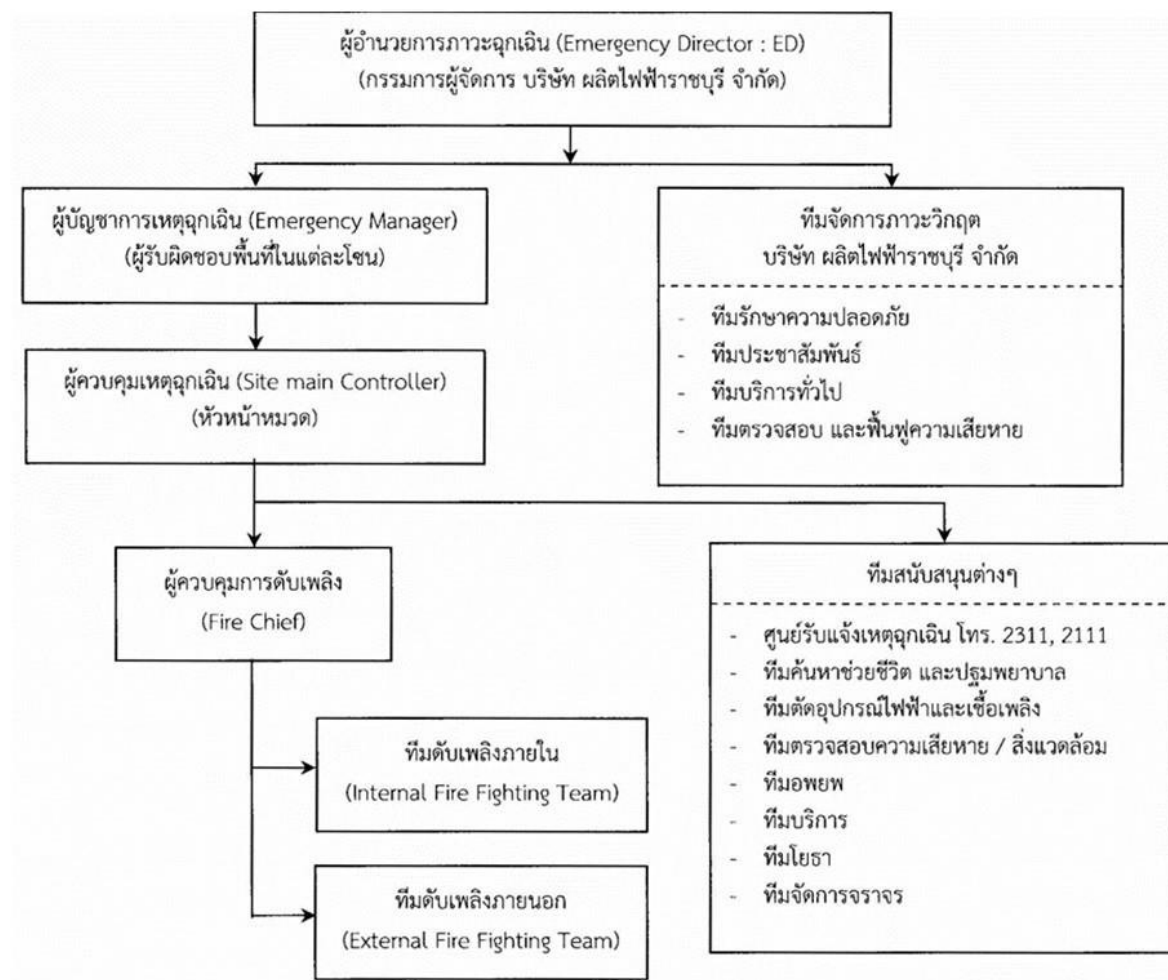 ผู้อำนวยการภาวะฉุกเฉิน (Emergency Director : ED)
(กรรมการผู้จัดการ บริษัท ผลิตไฟฟ้าราชบุรี จำกัด)
ผู้บัญชาการเหตุฉุกเฉิน (Emergency Manager)
(ผู้รับผิดชอบพื้นที่ในแต่ละโซน)
ทีมจัดการภาวะวิกฤต
บริษัท ผลิตไฟฟ้าราชบุรี จำกัด
- ทีมรักษาความปลอดภัย
- ทีมประชาสัมพันธ์
- ทีมบริการทั่วไป
- ทีมตรวจสอบ และฟื้นฟูความเสียหาย
ผู้ควบคุมเหตุฉุกเฉิน (Site main Controller)
(หัวหน้าหมวด)
ผู้ควบคุมการดับเพลิง
(Fire Chief)
ทีมสนับสนุนต่างๆ
- ศูนย์รับแจ้งเหตุฉุกเฉิน โทร. 2311, 2111
- ทีมค้นหาช่วยชีวิต และปฐมพยาบาล
- ทีมตัดอุปกรณ์ไฟฟ้าและเชื้อเพลิง
- ทีมตรวจสอบความเสียหาย / สิ่งแวดล้อม
- ทีมอพยพ
- ทีมบริการ
- ทีมโยธา
- ทีมจัดการจราจร
ทีมดับเพลิงภายใน
(Internal Fire Fighting Team)
ทีมดับเพลิงภายนอก
(External Fire Fighting Team)